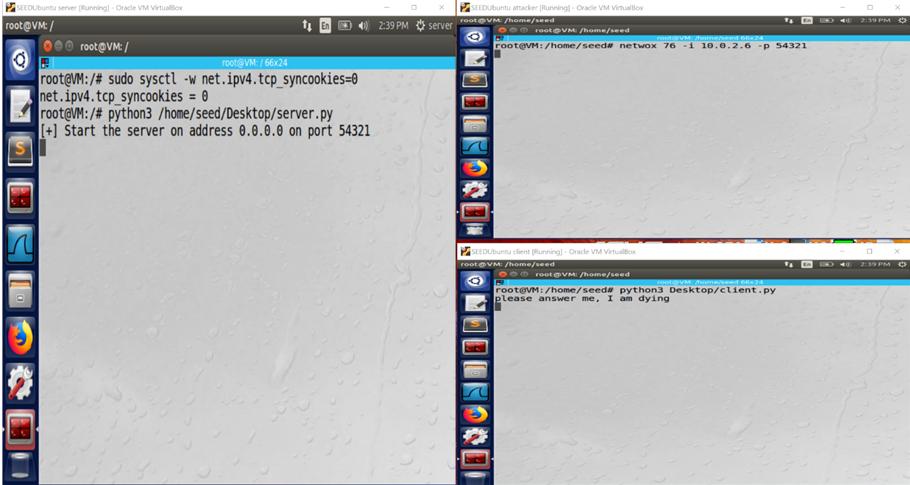 SEEDUbuntu server [Running] - Oracle VM VirtualBox
root@VM: /
En
2:39 PM
server
root@VM: /
root@VM: / 66x24
root@VM:/# sudo sysctl -w net.ipv4.tcp_syncookies=0
net.ipv4.tcp_syncookies = 0
root@VM:/# python3 /home/seed/Desktop/server.py
[+] Start the server on address 0.0.0.0 on port 54321
SEEDUbuntu attacker [Running] - Oracle VM VirtualBox
root@VM: /home/seed
En
2:39 PM
root@VM: /home/seed
root@VM: /home/seed 66x24
root@VM:/home/seed# netwox 76 -i 10.0.2.6 -p 54321
SEEDUbuntu client [Running] - Oracle VM VirtualBox
root@VM: /home/seed
En
2:39 PM
root@VM: /home/seed
root@VM: /home/seed 66x24
root@VM:/home/seed# python3 Desktop/client.py
please answer me, I am dying